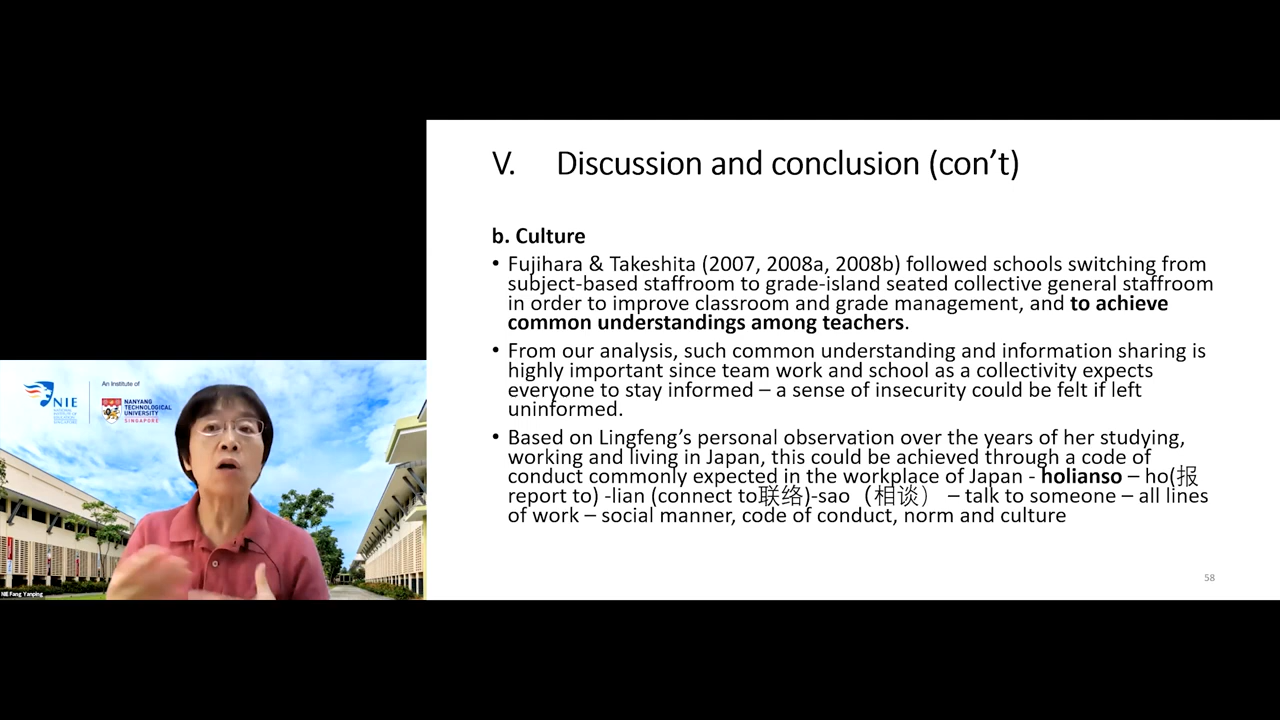 V. Discussion and conclusion (con’t)
b. Culture
• Fujihara & Takeshita (2007, 2008a, 2008b) followed schools switching from
subject-based staffroom to grade-island seated collective general staffroom
in order to improve classroom and grade management, and to achieve
common understandings among teachers.
• From our analysis, such common understanding and information sharing is
highly important since team work and school as a collectivity expects
everyone to stay informed – a sense of insecurity could be felt if left
uninformed.
• Based on Lingfeng’s personal observation over the years of her studying,
working and living in Japan, this could be achieved through a code of
conduct commonly expected in the workplace of Japan - holianso – ho(报
report to) -lian (connect to联络)-sao（相谈） – talk to someone – all lines
of work – social manner, code of conduct, norm and culture
58
An Institute of
NIE
NANYANG
TECHNOLOGICAL
UNIVERSITY
SINGAPORE
NIE Fang Yanping